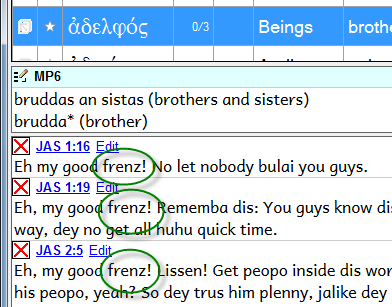 ἀδελφός 0/3 Beings brothe
MP6
bruddas an sistas (brothers and sisters)
brudda* (brother)
JAS 1:16 Edit
Eh my good frenz! No let nobody bulai you guys.
JAS 1:19 Edit
Eh, my good frenz! Rememba dis: You guys know dis
way, dey no get all huhu quick time.
JAS 2:5 Edit
Eh, my good frenz! Lissen! Get peopo inside dis wor
his peopo, yeah? So dey trus him plenny, jalike dey